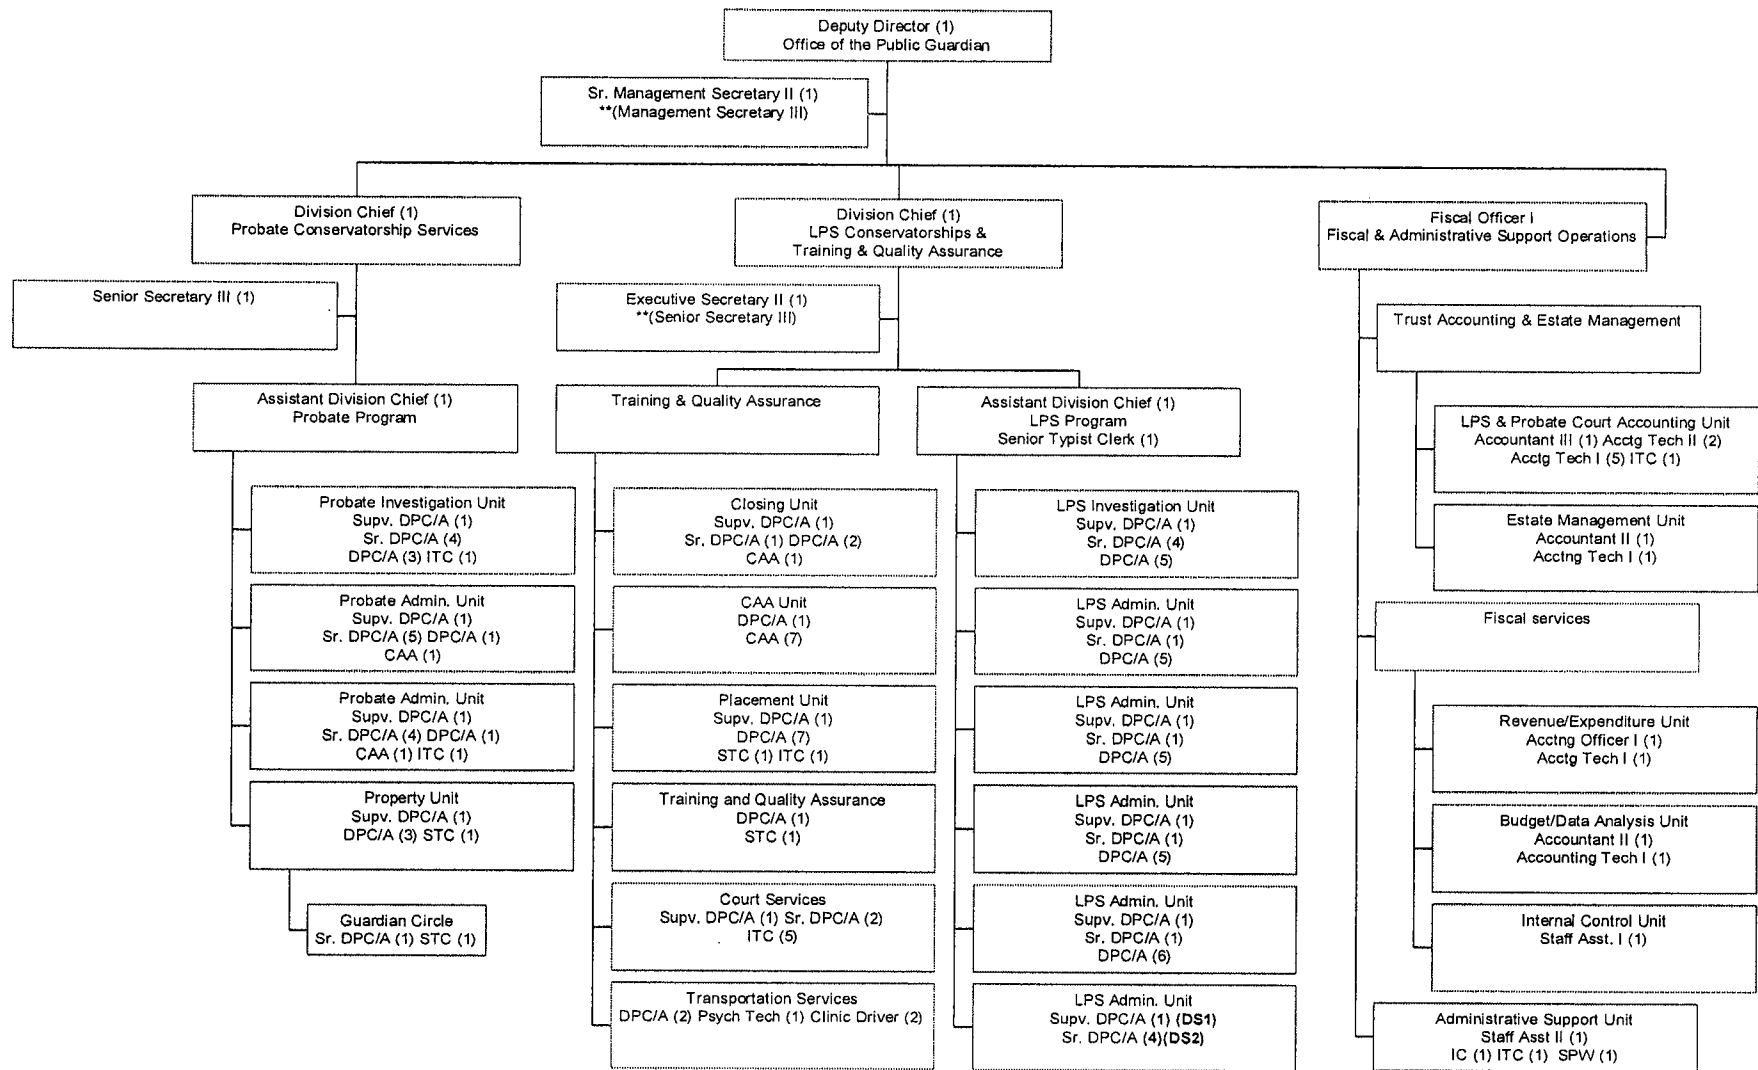 Deputy Director (1)
Office of the Public Guardian
Sr. Management Secretary II (1)
**(Management Secretary III)
Division Chief (1)
Probate Conservatorship Services
Division Chief (1)
LPS Conservatorships &
Training & Quality Assurance
Fiscal Officer I
Fiscal & Administrative Support Operations
Senior Secretary III (1)
Executive Secretary II (1)
**(Senior Secretary III)
Trust Accounting & Estate Management
Assistant Division Chief (1)
Probate Program
Training & Quality Assurance
Assistant Division Chief (1)
LPS Program
Senior Typist Clerk (1)
Probate Investigation Unit
Supv. DPC/A (1)
Sr. DPC/A (4)
DPC/A (3) ITC (1)
Probate Admin. Unit
Supv. DPC/A (1)
Sr. DPC/A (5) DPC/A (1)
CAA (1)
Probate Admin. Unit
Supv. DPC/A (1)
Sr. DPC/A (4) DPC/A (1)
CAA (1) ITC (1)
Property Unit
Supv. DPC/A (1)
DPC/A (3) STC (1)
Guardian Circle
Sr. DPC/A (1) STC (1)
Closing Unit
Supv. DPC/A (1)
Sr. DPC/A (1) DPC/A (2)
CAA (1)
CAA Unit
DPC/A (1)
CAA (7)
Placement Unit
Supv. DPC/A (1)
DPC/A (7)
STC (1) ITC (1)
Training and Quality Assurance
DPC/A (1)
STC (1)
Court Services
Supv. DPC/A (1) Sr. DPC/A (2)
ITC (5)
Transportation Services
DPC/A (2) Psych Tech (1) Clinic Driver (2)
LPS Investigation Unit
Supv. DPC/A (1)
Sr. DPC/A (4)
DPC/A (5)
LPS Admin. Unit
Supv. DPC/A (1)
Sr. DPC/A (1)
DPC/A (5)
LPS Admin. Unit
Supv. DPC/A (1)
Sr. DPC/A (1)
DPC/A (5)
LPS Admin. Unit
Supv. DPC/A (1)
Sr. DPC/A (1)
DPC/A (5)
LPS Admin. Unit
Supv. DPC/A (1)
Sr. DPC/A (1)
DPC/A (6)
LPS Admin. Unit
Supv. DPC/A (1) (DS1)
Sr. DPC/A (4)(DS2)
LPS & Probate Court Accounting Unit
Accountant III (1) Acctg Tech II (2)
Acctg Tech I (5) ITC (1)
Estate Management Unit
Accountant II (1)
Acctng Tech I (1)
Fiscal services
Revenue/Expenditure Unit
Acctng Officer I (1)
Acctg Tech I (1)
Budget/Data Analysis Unit
Accountant II (1)
Accounting Tech I (1)
Internal Control Unit
Staff Asst. I (1)
Administrative Support Unit
Staff Asst II (1)
IC (1) ITC (1) SPW (1)